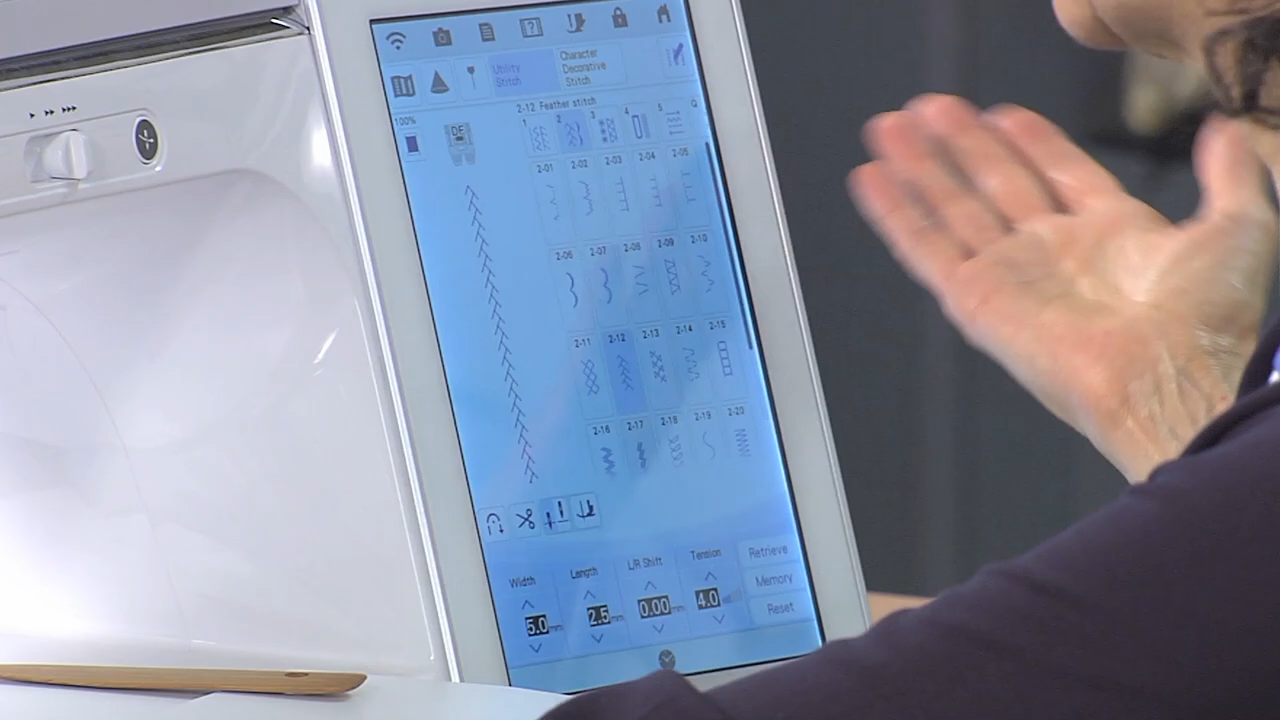 Utility
Stitch
Character
Decorative
Stitch
2-12 Feather stitch
100%
DF
1 2 3 4 5 Q
2-01 2-02 2-03 2-04 2-05
2-06 2-07 2-08 2-09 2-10
2-11 2-12 2-13 2-14 2-15
2-16 2-17 2-18 2-19 2-20
Width Length L/R Shift Tension
5.0 mm 2.5 mm 0.00 mm 4.0
Retrieve
Memory
Reset